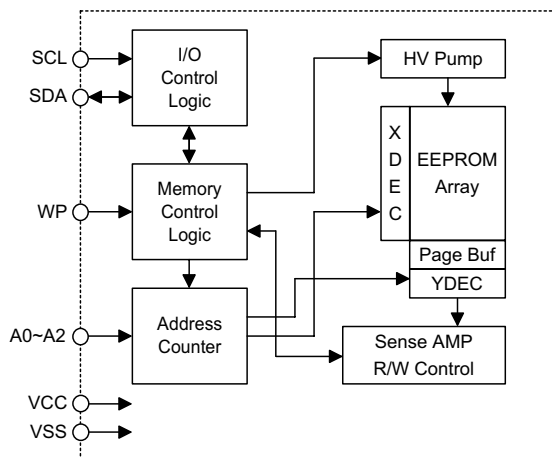 SCL
SDA
I/O
Control
Logic
HV Pump
X
D
E
C
EEPROM
Array
WP
Memory
Control
Logic
Page Buf
YDEC
A0~A2
Address
Counter
Sense AMP
R/W Control
VCC
VSS